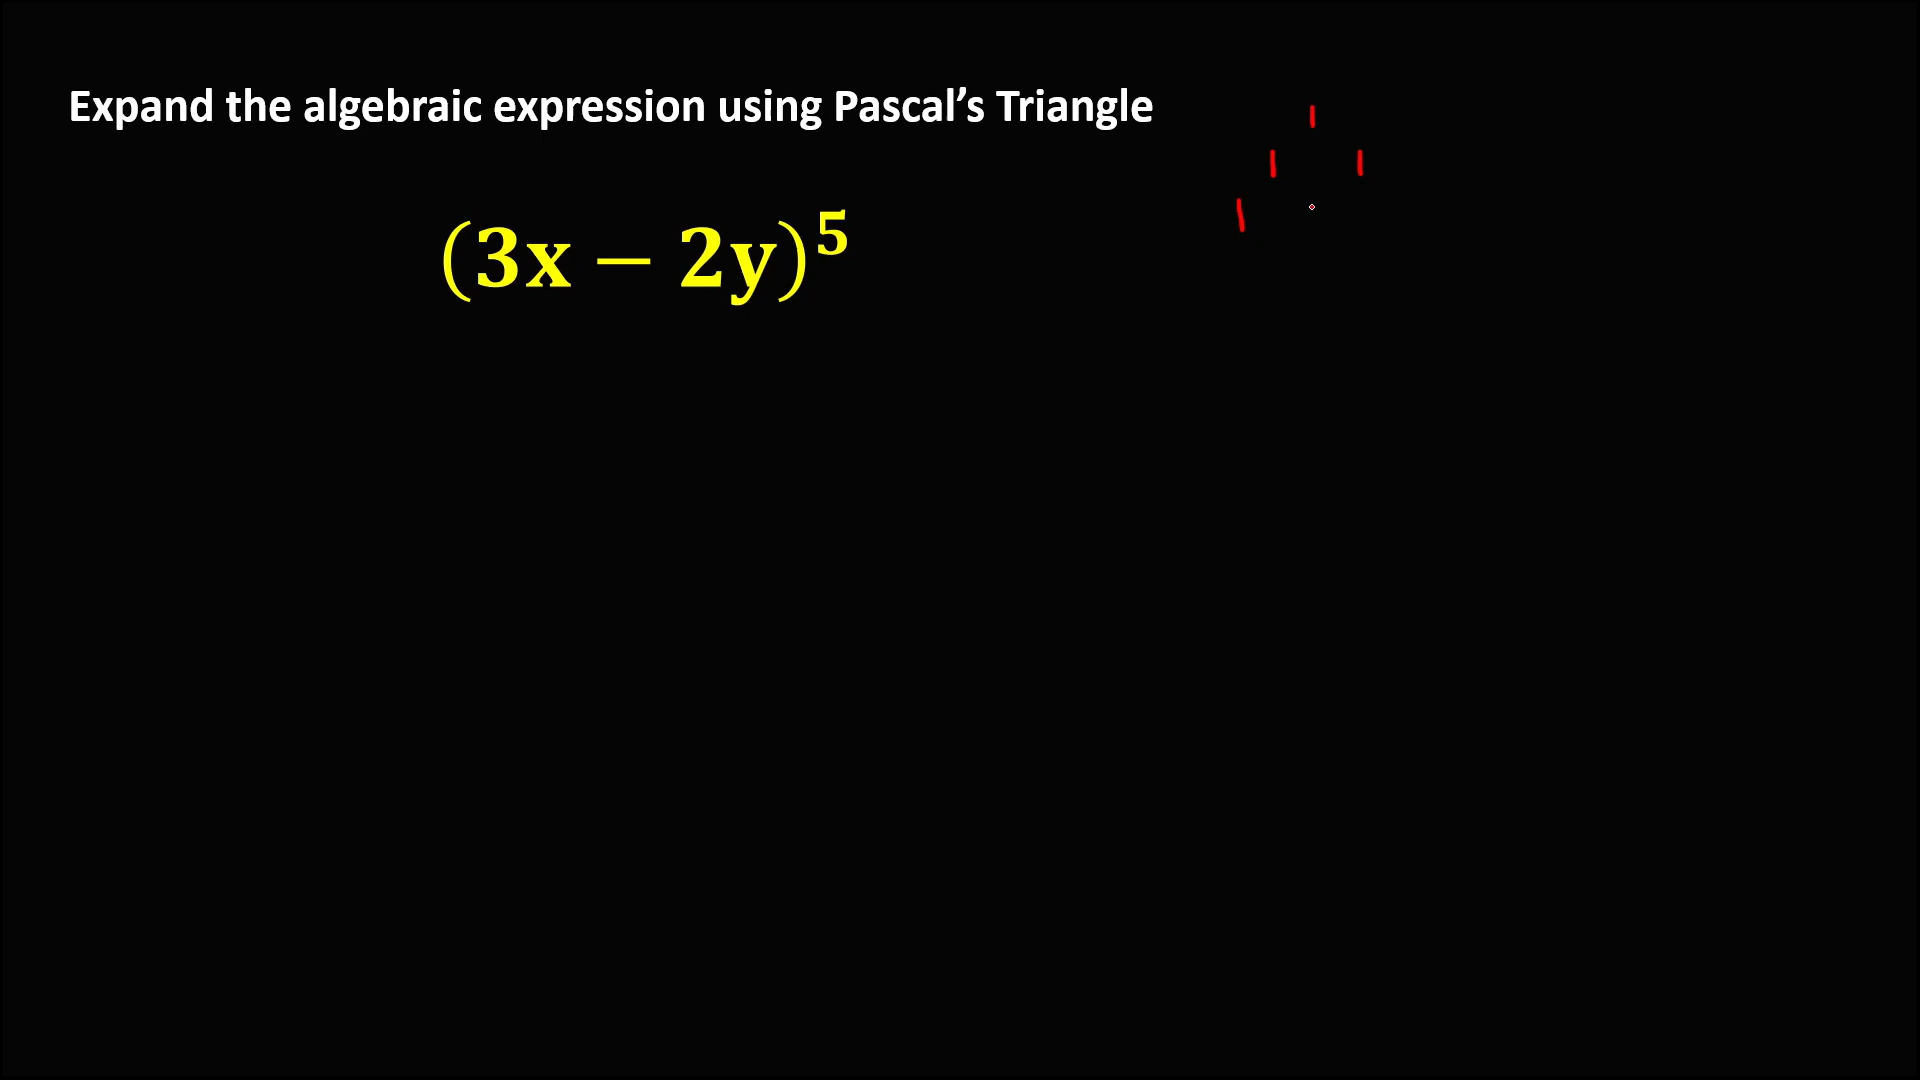 Expand the algebraic expression using Pascal’s Triangle
1
1 1
1
(3x − 2y)⁵